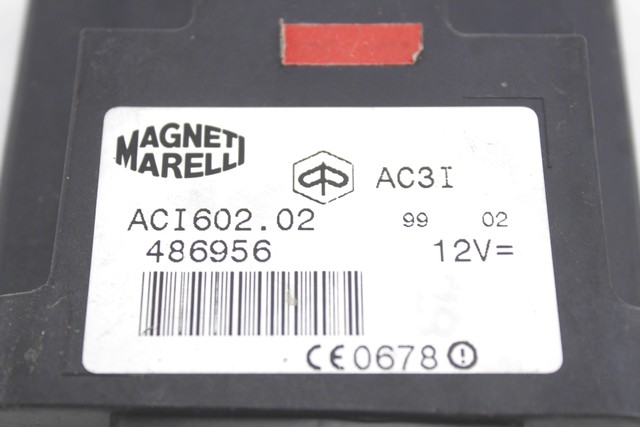 MAGNETI
MARELLI
AC3I
ACI602.02 99 02
486956 12V=
CE0678